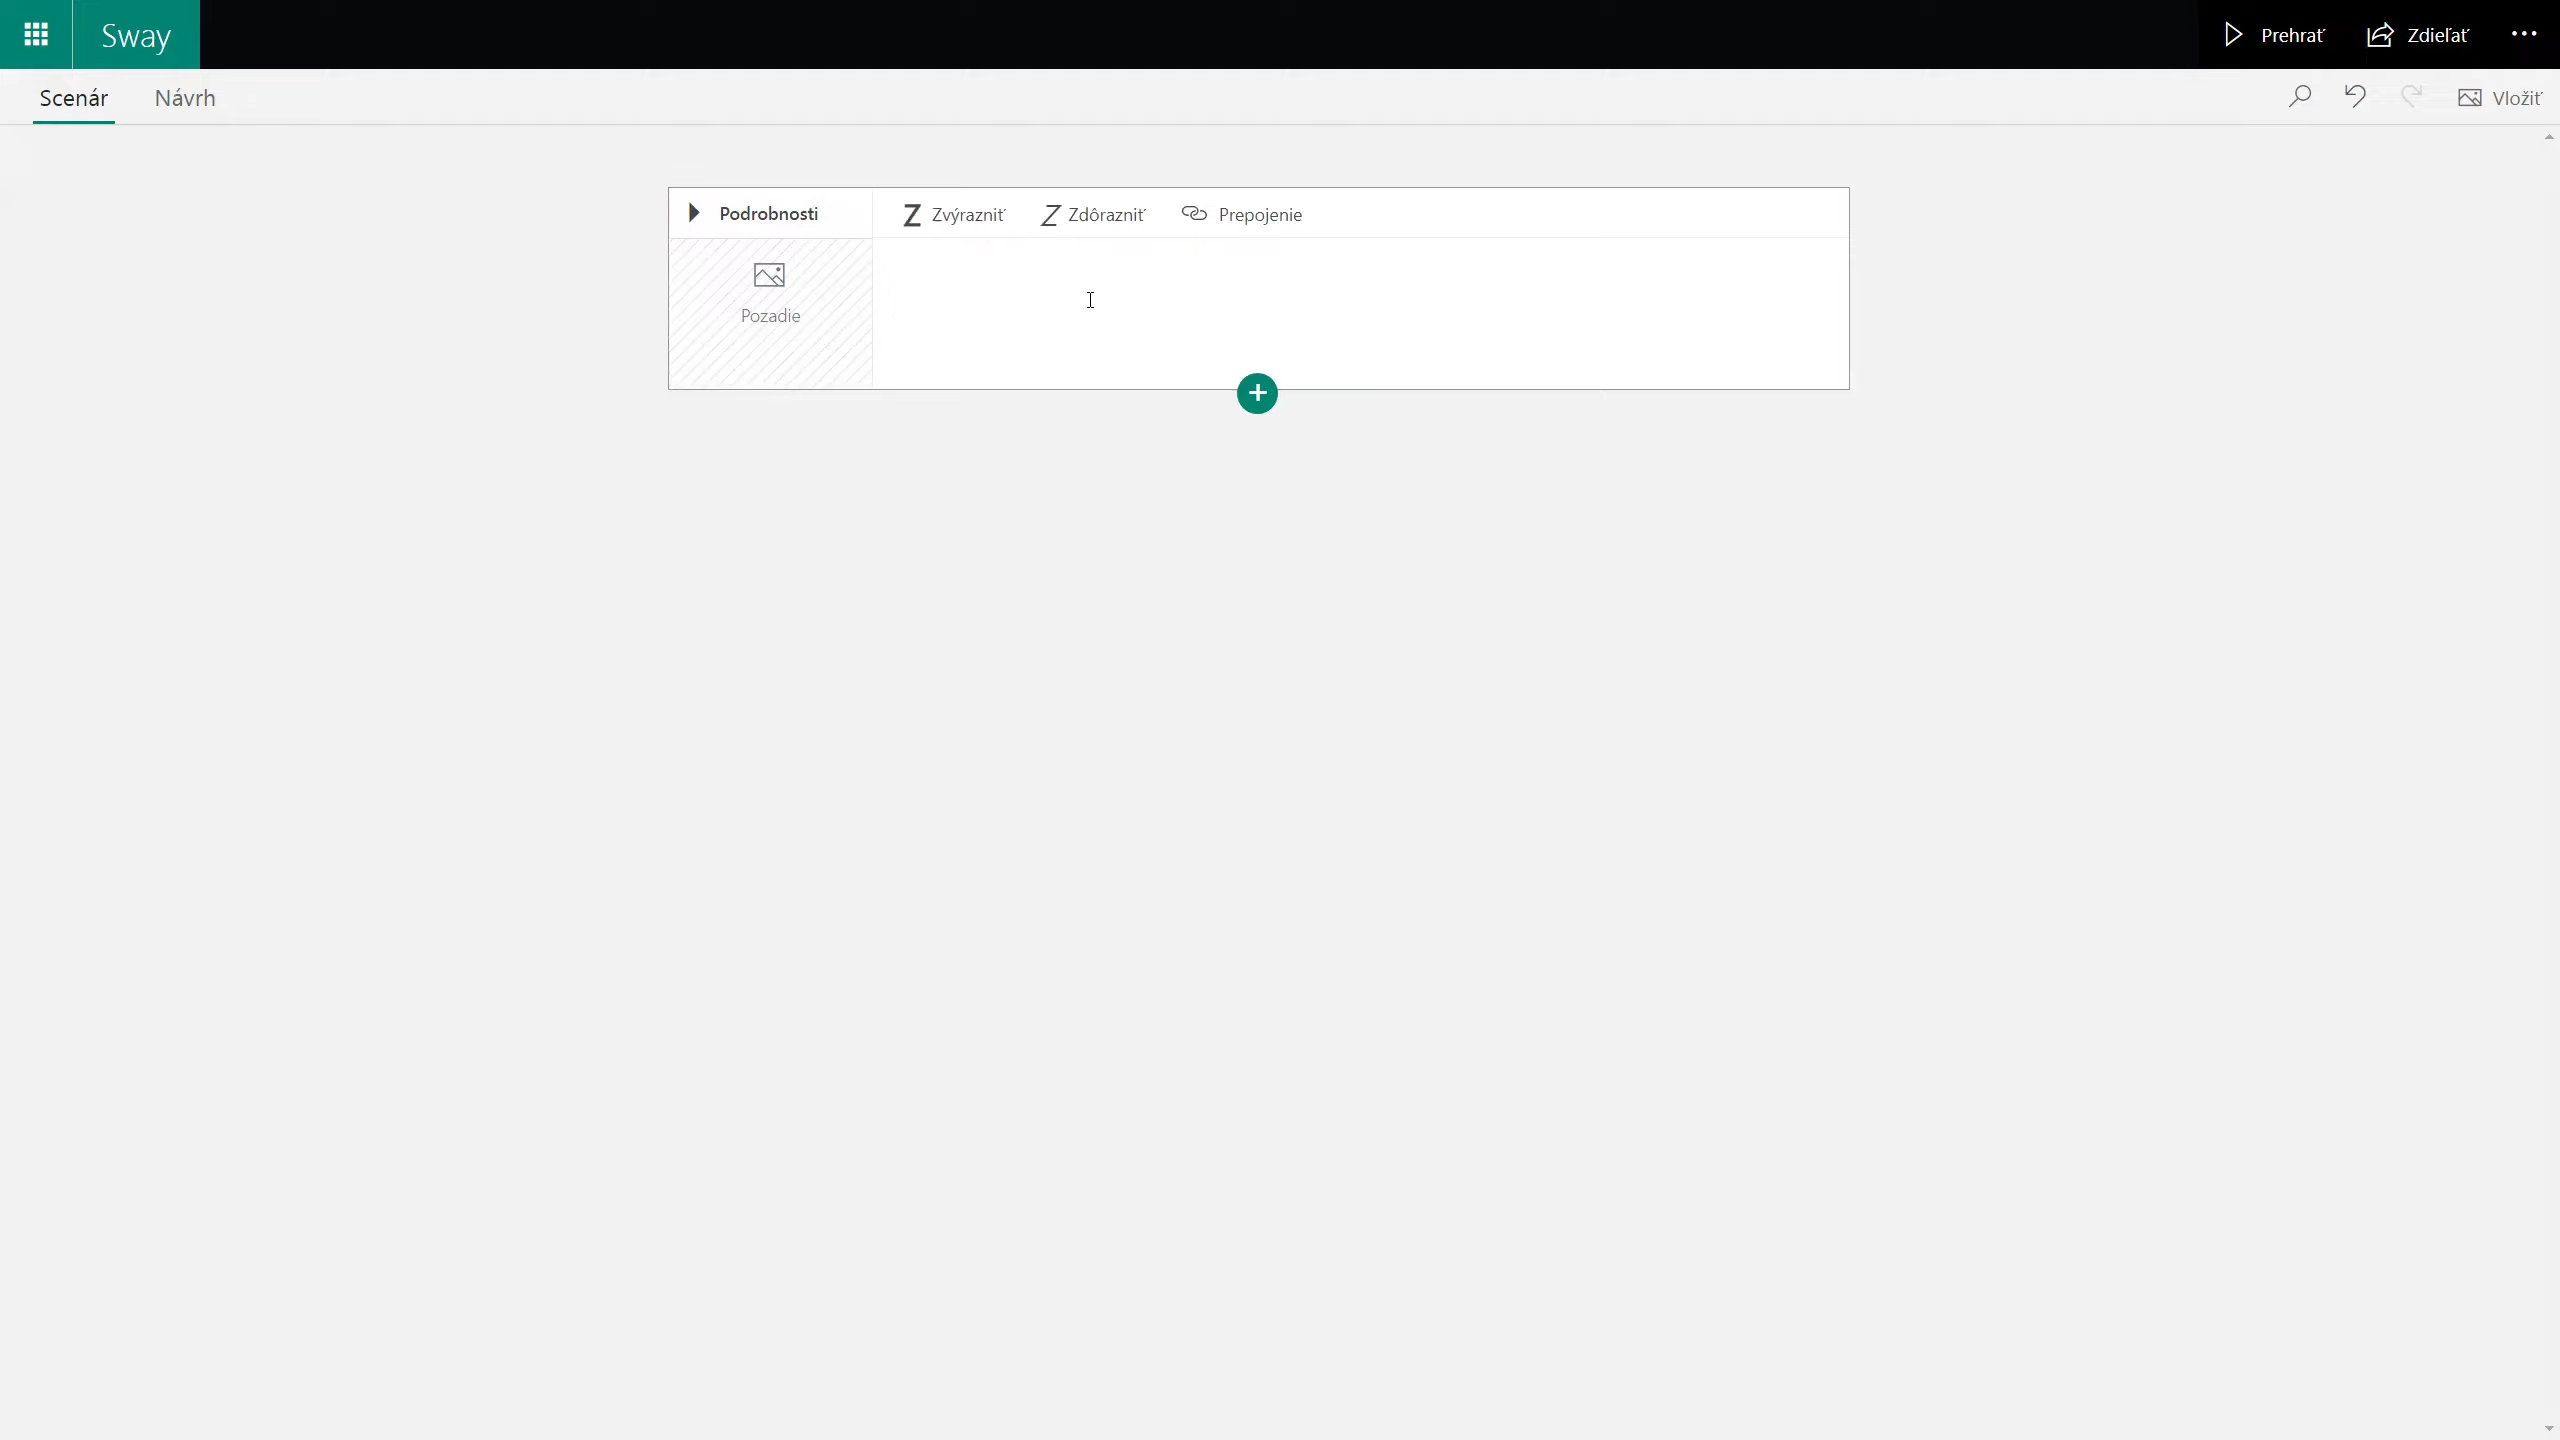 Sway
Prehrať
Zdieľať
Scenár
Návrh
Vložiť
Podrobnosti
Z Zvýrazniť
Z Zdôrazniť
Prepojenie
Pozadie